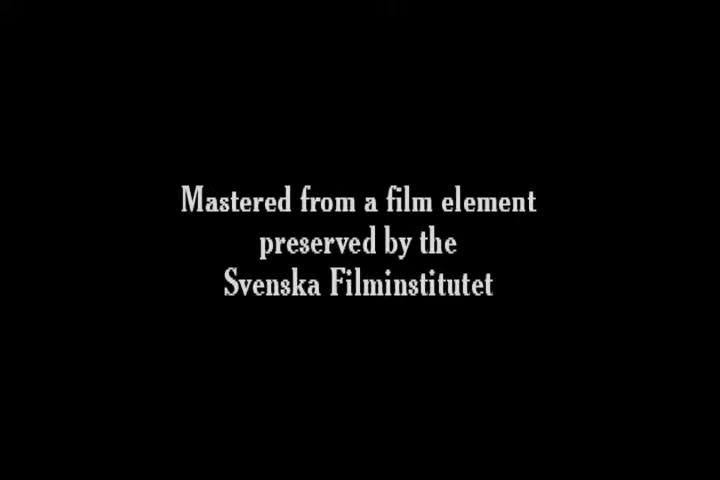 Mastered from a film element
preserved by the
Svenska Filminstitutet